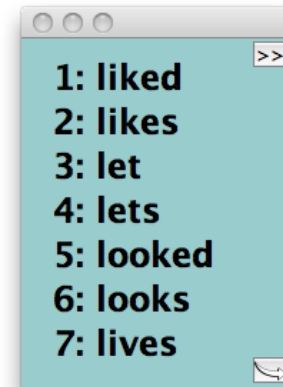 >>
1: liked
2: likes
3: let
4: lets
5: looked
6: looks
7: lives